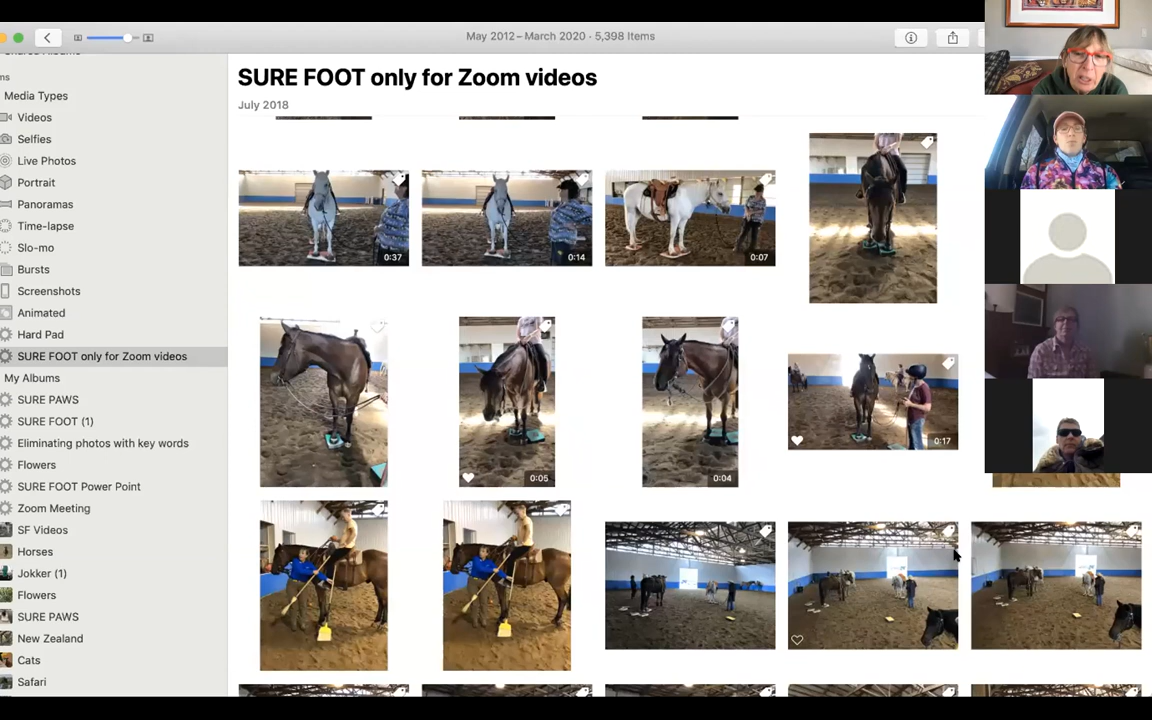 May 2012–March 2020 · 5,398 Items
SURE FOOT only for Zoom videos
July 2018
Media Types
Videos
Selfies
Live Photos
Portrait
Panoramas
Time-lapse
Slo-mo
Bursts
Screenshots
Animated
Hard Pad
SURE FOOT only for Zoom videos
My Albums
SURE PAWS
SURE FOOT (1)
Eliminating photos with key words
Flowers
SURE FOOT Power Point
Zoom Meeting
SF Videos
Horses
Jokker (1)
Flowers
SURE PAWS
New Zealand
Cats
Safari
0:37
0:14
0:07
0:05
0:04
0:17